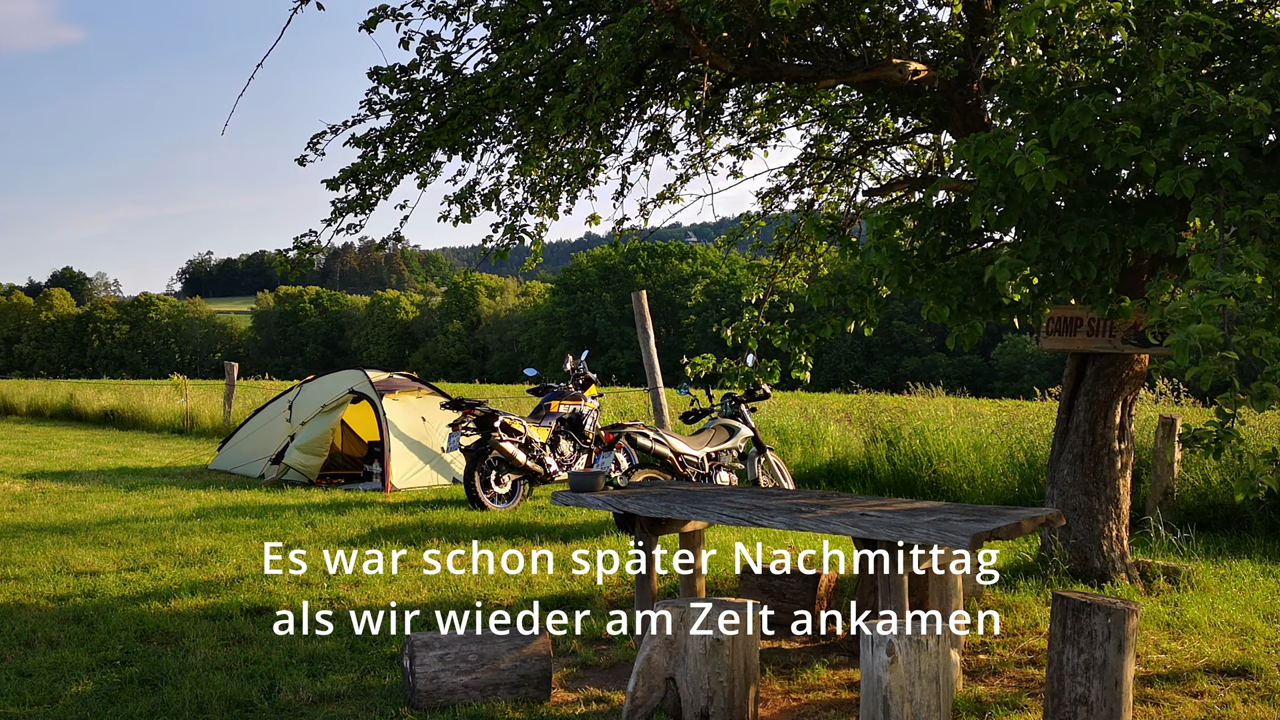 CAMP SITE
Es war schon später Nachmittag
als wir wieder am Zelt ankamen